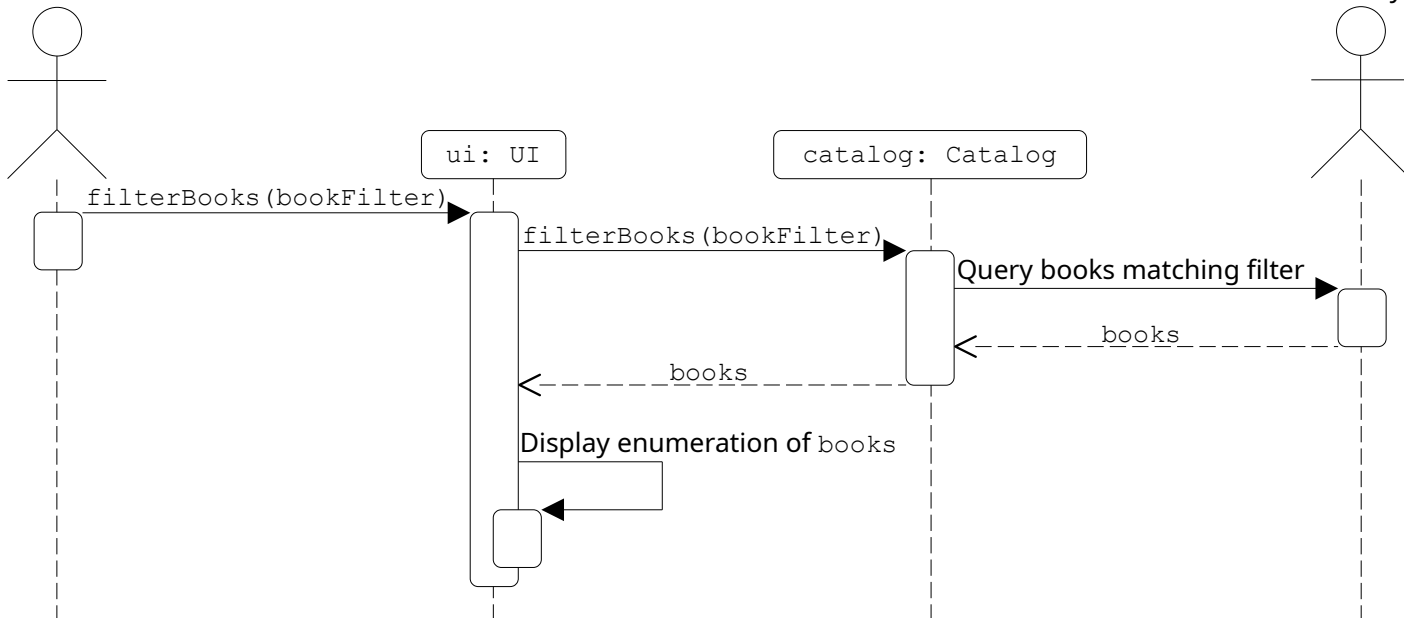 ui: UI
catalog: Catalog
filterBooks(bookFilter)
filterBooks(bookFilter)
Query books matching filter
books
books
Display enumeration of books